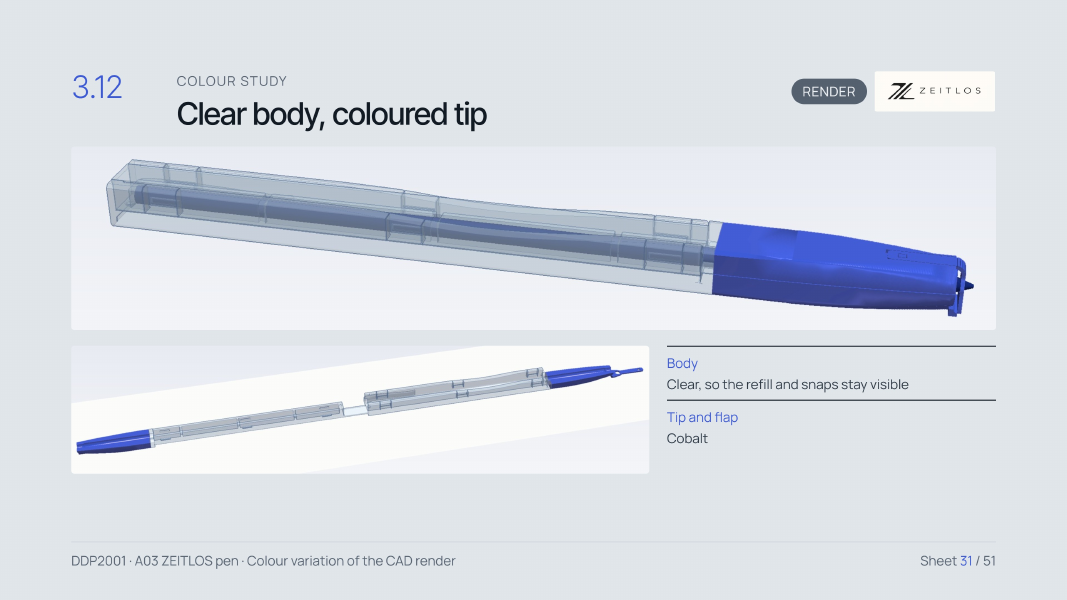 3.12
COLOUR STUDY
Clear body, coloured tip
RENDER
ZEITLOS
Body
Clear, so the refill and snaps stay visible
Tip and flap
Cobalt
DDP2001 · A03 ZEITLOS pen · Colour variation of the CAD render
Sheet 31 / 51